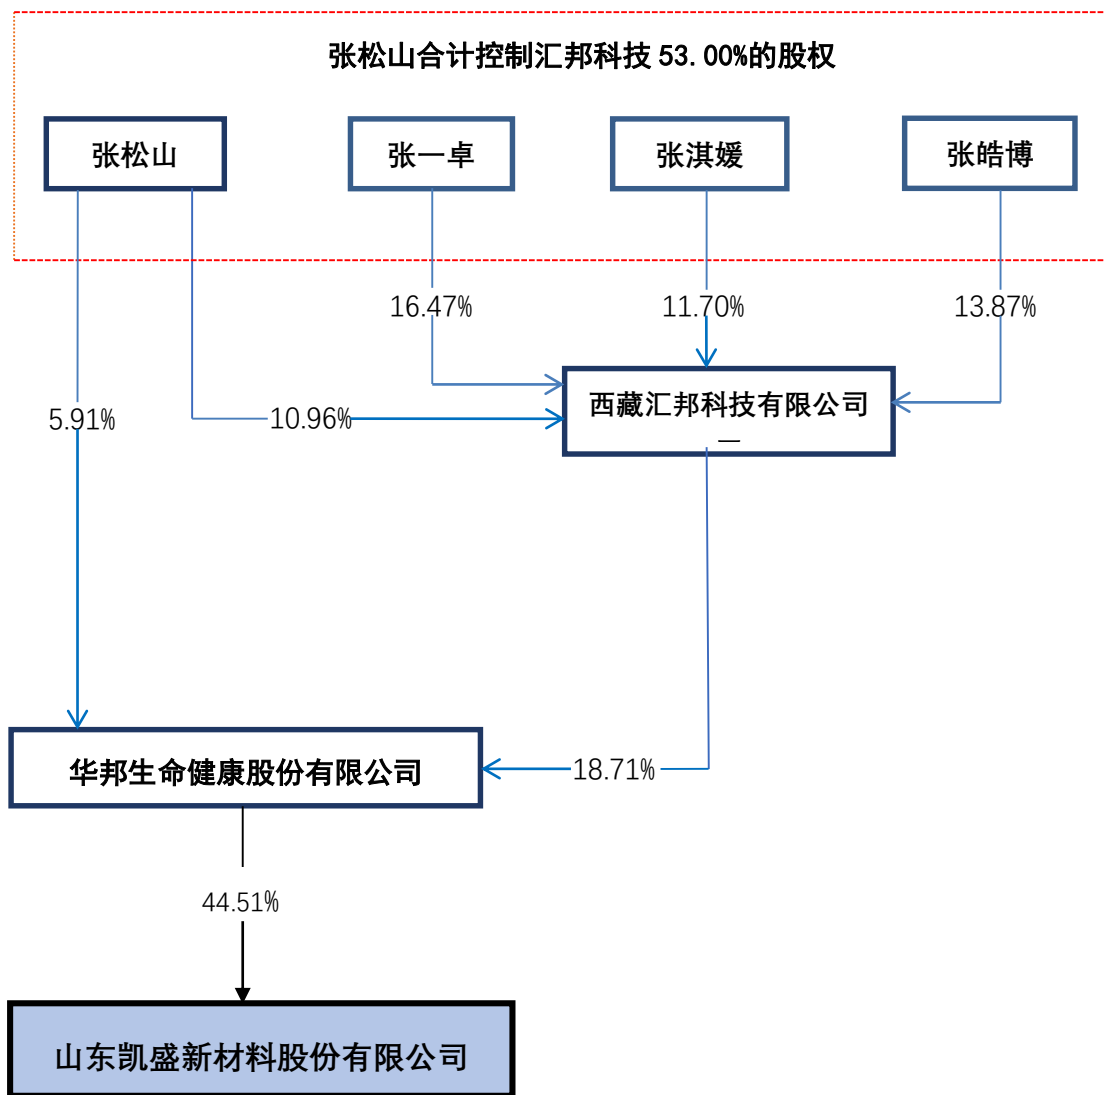 张松山合计控制汇邦科技 53.00%的股权
张松山
张一卓
张淇媛
张皓博
16.47%
11.70%
13.87%
5.91%
10.96%
西藏汇邦科技有限公司
华邦生命健康股份有限公司
18.71%
44.51%
山东凯盛新材料股份有限公司